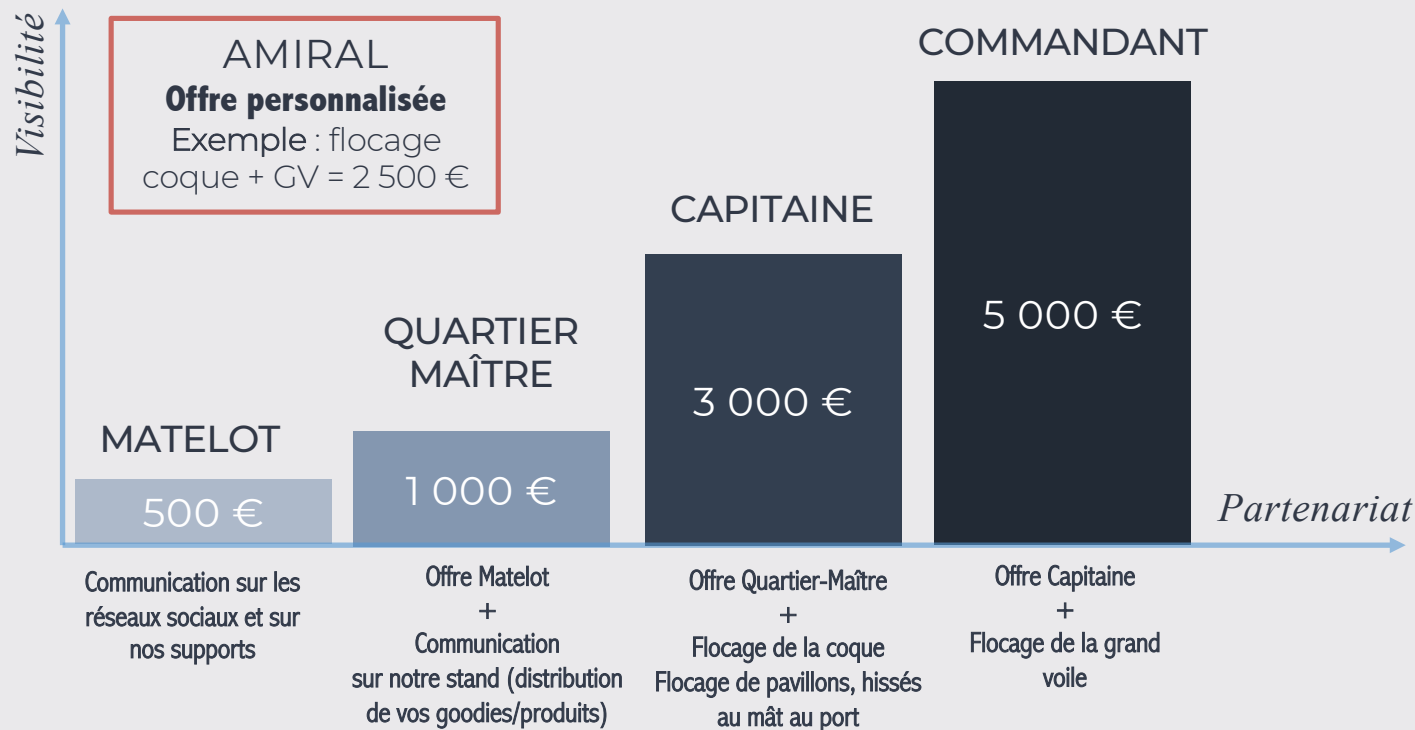 Visibilité
AMIRAL
Offre personnalisée
Exemple : flocage
coque + GV = 2 500 €
COMMANDANT
5 000 €
CAPITAINE
3 000 €
QUARTIER
MAÎTRE
1 000 €
MATELOT
500 €
Partenariat
Communication sur les
réseaux sociaux et sur
nos supports
Offre Matelot
+
Communication
sur notre stand (distribution
de vos goodies/produits)
Offre Quartier-Maître
+
Flocage de la coque
Flocage de pavillons, hissés
au mât au port
Offre Capitaine
+
Flocage de la grand
voile